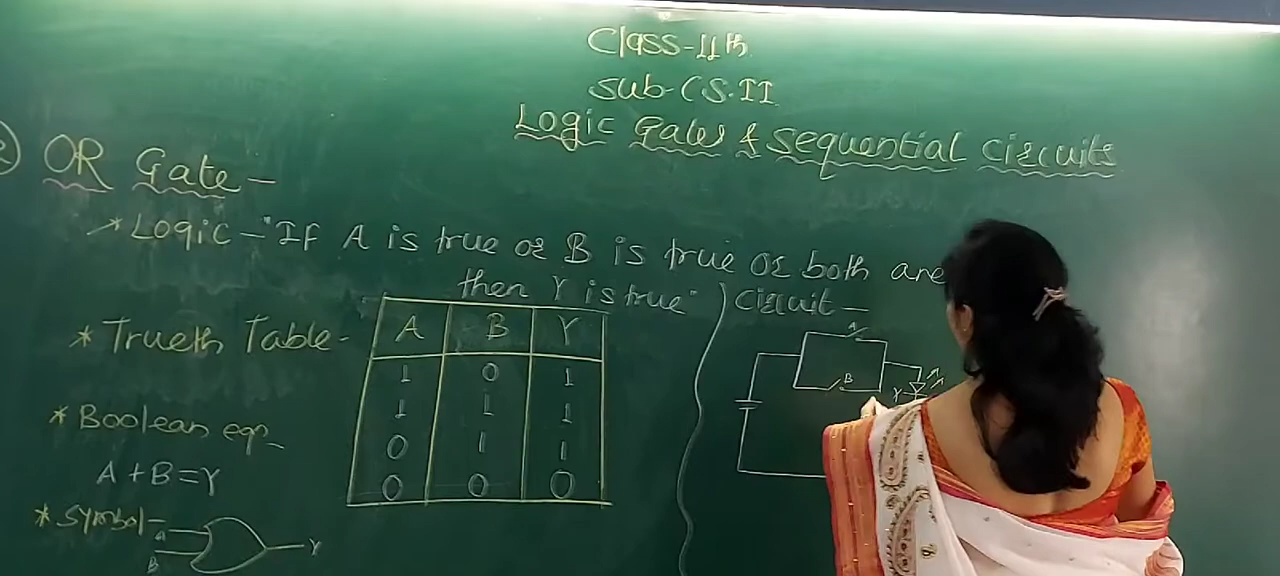 Class-11th
Sub-CS.II
Logic Gates & Sequential Circuits
OR Gate-
*Logic-"If A is true or B is true or both are
then Y is true"
Circuit-
*Trueth Table-
A B Y
1 0 1
1 1 1
0 1 1
0 0 0
A
B
Y
*Boolean eqn-
A+B=Y
*Symbol-
A
B
Y